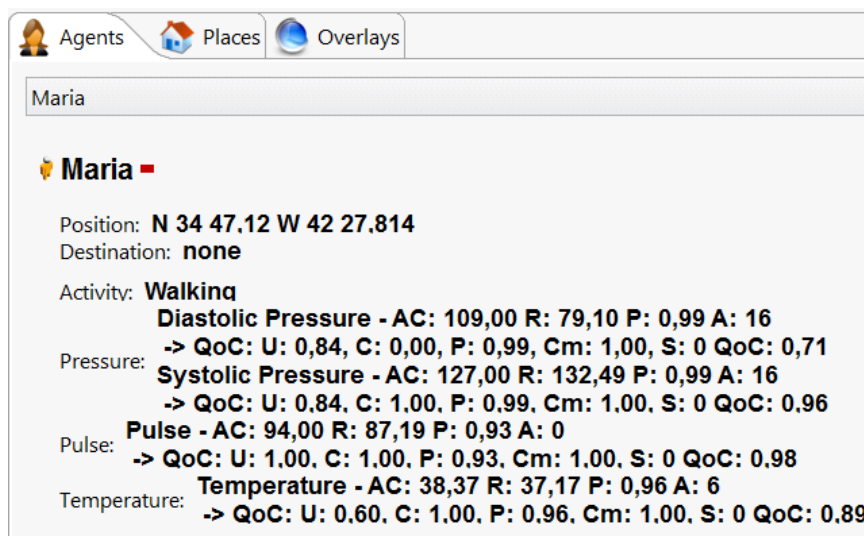 Agents Places Overlays
Maria
Maria
Position: N 34 47,12 W 42 27,814
Destination: none
Activity: Walking
Pressure: Diastolic Pressure - AC: 109,00 R: 79,10 P: 0,99 A: 16
-> QoC: U: 0,84, C: 0,00, P: 0,99, Cm: 1,00, S: 0 QoC: 0,71
Systolic Pressure - AC: 127,00 R: 132,49 P: 0,99 A: 16
-> QoC: U: 0,84, C: 1,00, P: 0,99, Cm: 1,00, S: 0 QoC: 0,96
Pulse: Pulse - AC: 94,00 R: 87,19 P: 0,93 A: 0
-> QoC: U: 1,00, C: 1,00, P: 0,93, Cm: 1,00, S: 0 QoC: 0,98
Temperature: Temperature - AC: 38,37 R: 37,17 P: 0,96 A: 6
-> QoC: U: 0,60, C: 1,00, P: 0,96, Cm: 1,00, S: 0 QoC: 0,89